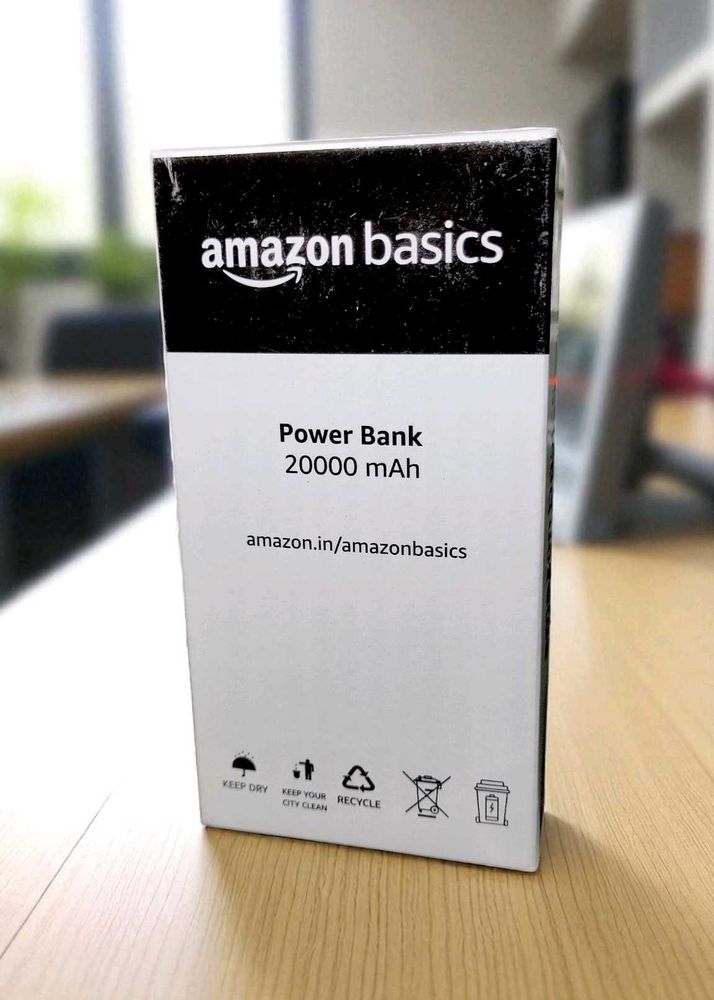 amazon basics
Power Bank
20000 mAh
amazon.in/amazonbasics
KEEP DRY
KEEP YOUR
CITY CLEAN
RECYCLE